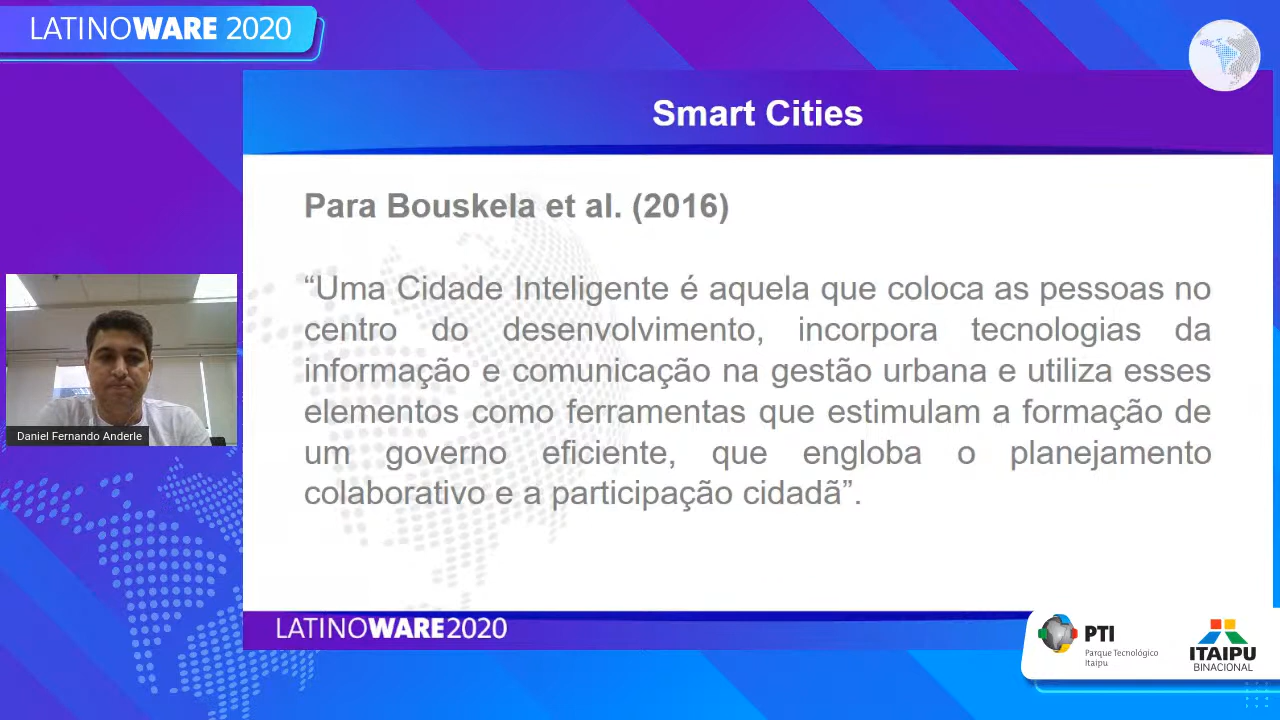 LATINOWARE 2020
Smart Cities
Para Bouskela et al. (2016)
“Uma Cidade Inteligente é aquela que coloca as pessoas no
centro do desenvolvimento, incorpora tecnologias da
informação e comunicação na gestão urbana e utiliza esses
elementos como ferramentas que estimulam a formação de
um governo eficiente, que engloba o planejamento
colaborativo e a participação cidadã”.
Daniel Fernando Anderle
LATINOWARE2020
PTI
Parque Tecnológico
Itaipu
ITAIPU
BINACIONAL